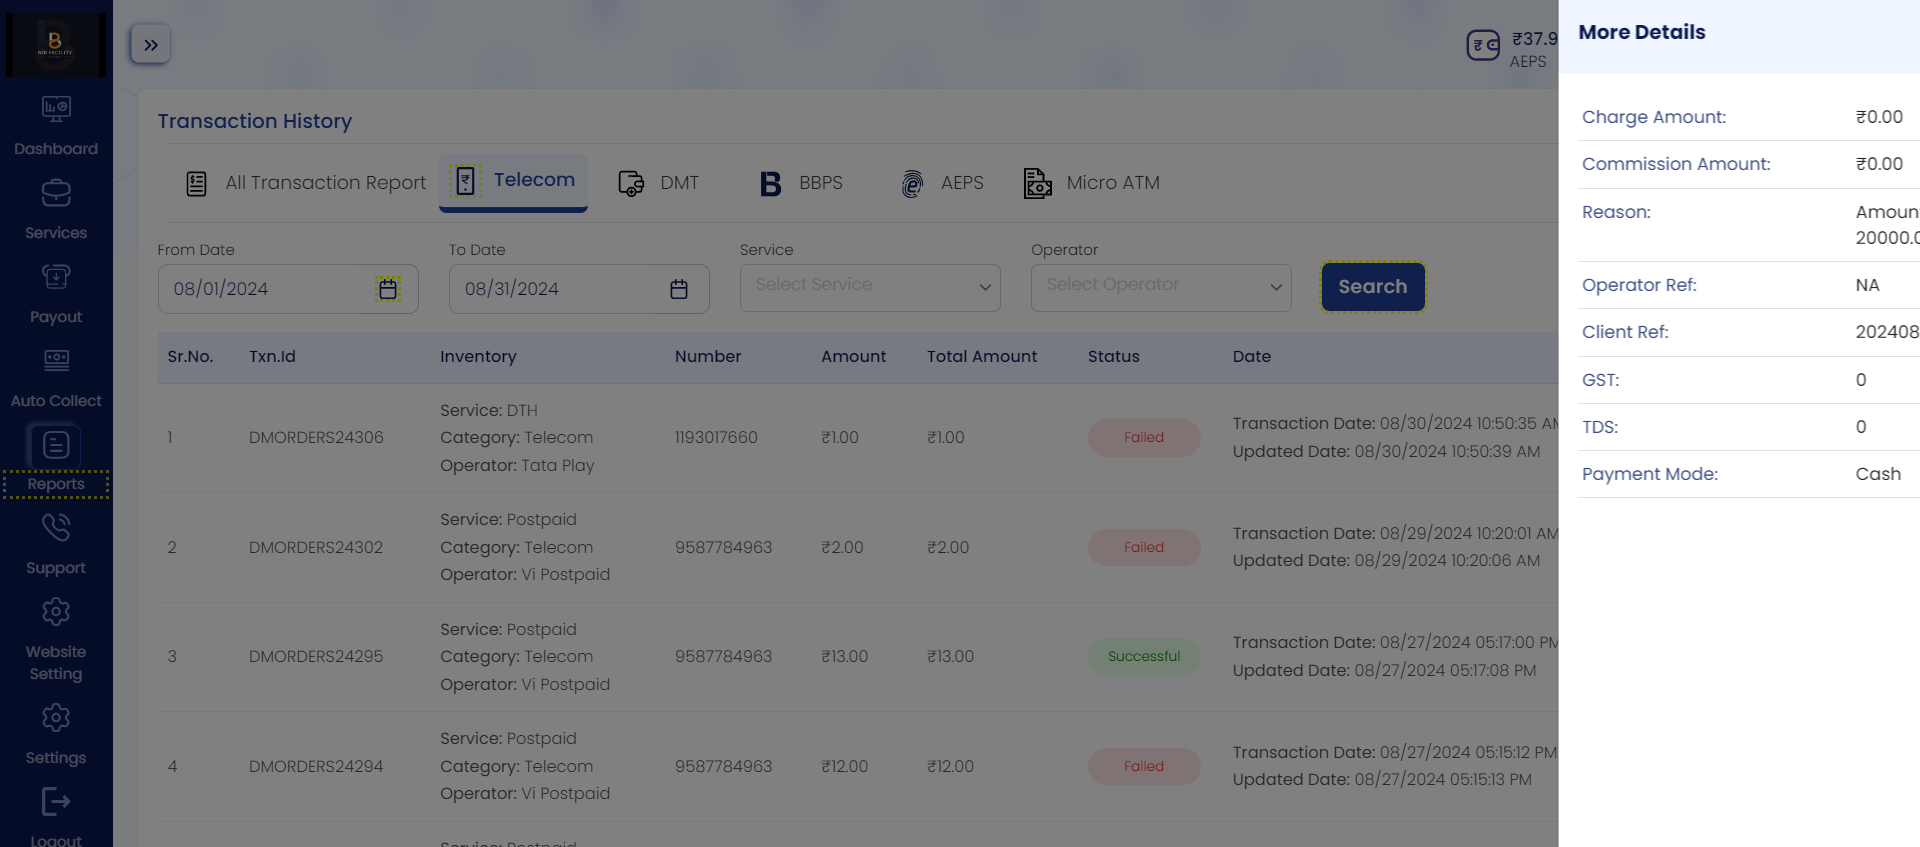 B2B FACILITY
Dashboard
Services
Payout
Auto Collect
Reports
Support
Website
Setting
Settings
Logout
₹37.9
AEPS
Transaction History
All Transaction Report
Telecom
DMT
BBPS
AEPS
Micro ATM
From Date
To Date
Service
Operator
08/01/2024
08/31/2024
Select Service
Select Operator
Search
Sr.No. Txn.Id Inventory Number Amount Total Amount Status Date
1 DMORDERS24306
Service: DTH
Category: Telecom
Operator: Tata Play
1193017660 ₹1.00 ₹1.00 Failed
Transaction Date: 08/30/2024 10:50:35 AM
Updated Date: 08/30/2024 10:50:39 AM
2 DMORDERS24302
Service: Postpaid
Category: Telecom
Operator: Vi Postpaid
9587784963 ₹2.00 ₹2.00 Failed
Transaction Date: 08/29/2024 10:20:01 AM
Updated Date: 08/29/2024 10:20:06 AM
3 DMORDERS24295
Service: Postpaid
Category: Telecom
Operator: Vi Postpaid
9587784963 ₹13.00 ₹13.00 Successful
Transaction Date: 08/27/2024 05:17:00 PM
Updated Date: 08/27/2024 05:17:08 PM
4 DMORDERS24294
Service: Postpaid
Category: Telecom
Operator: Vi Postpaid
9587784963 ₹12.00 ₹12.00 Failed
Transaction Date: 08/27/2024 05:15:12 PM
Updated Date: 08/27/2024 05:15:13 PM
Service: Postpaid
More Details
Charge Amount: ₹0.00
Commission Amount: ₹0.00
Reason: Amoun
20000.0
Operator Ref: NA
Client Ref: 202408
GST: 0
TDS: 0
Payment Mode: Cash